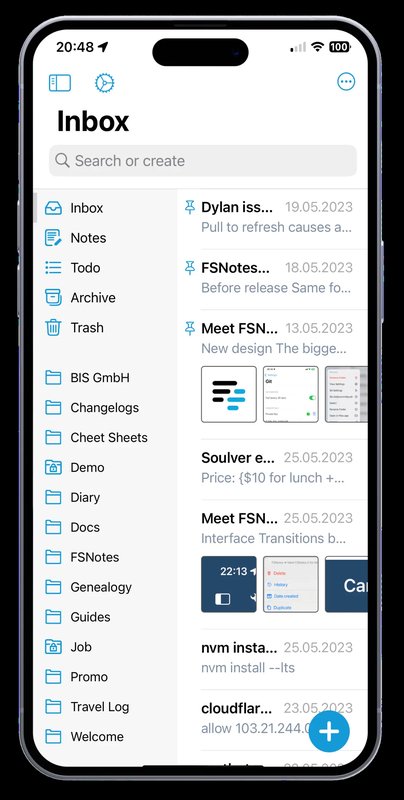 20:48
100
Inbox
Search or create
Inbox
Notes
Todo
Archive
Trash
BIS GmbH
Changelogs
Cheet Sheets
Demo
Diary
Docs
FSNotes
Genealogy
Guides
Job
Promo
Travel Log
Welcome
Dylan iss... 19.05.2023
Pull to refresh causes a...
FSNotes... 18.05.2023
Before release Same fo...
Meet FSN... 13.05.2023
New design The bigge...
Git
Soulver e... 25.05.2023
Price: {$10 for lunch +...
Meet FSN... 25.05.2023
Interface Transitions b...
22:13
Delete
History
Date created
Duplicate
Car
nvm insta... 25.05.2023
nvm install --lts
cloudflar... 23.05.2023
allow 103.21.244.0